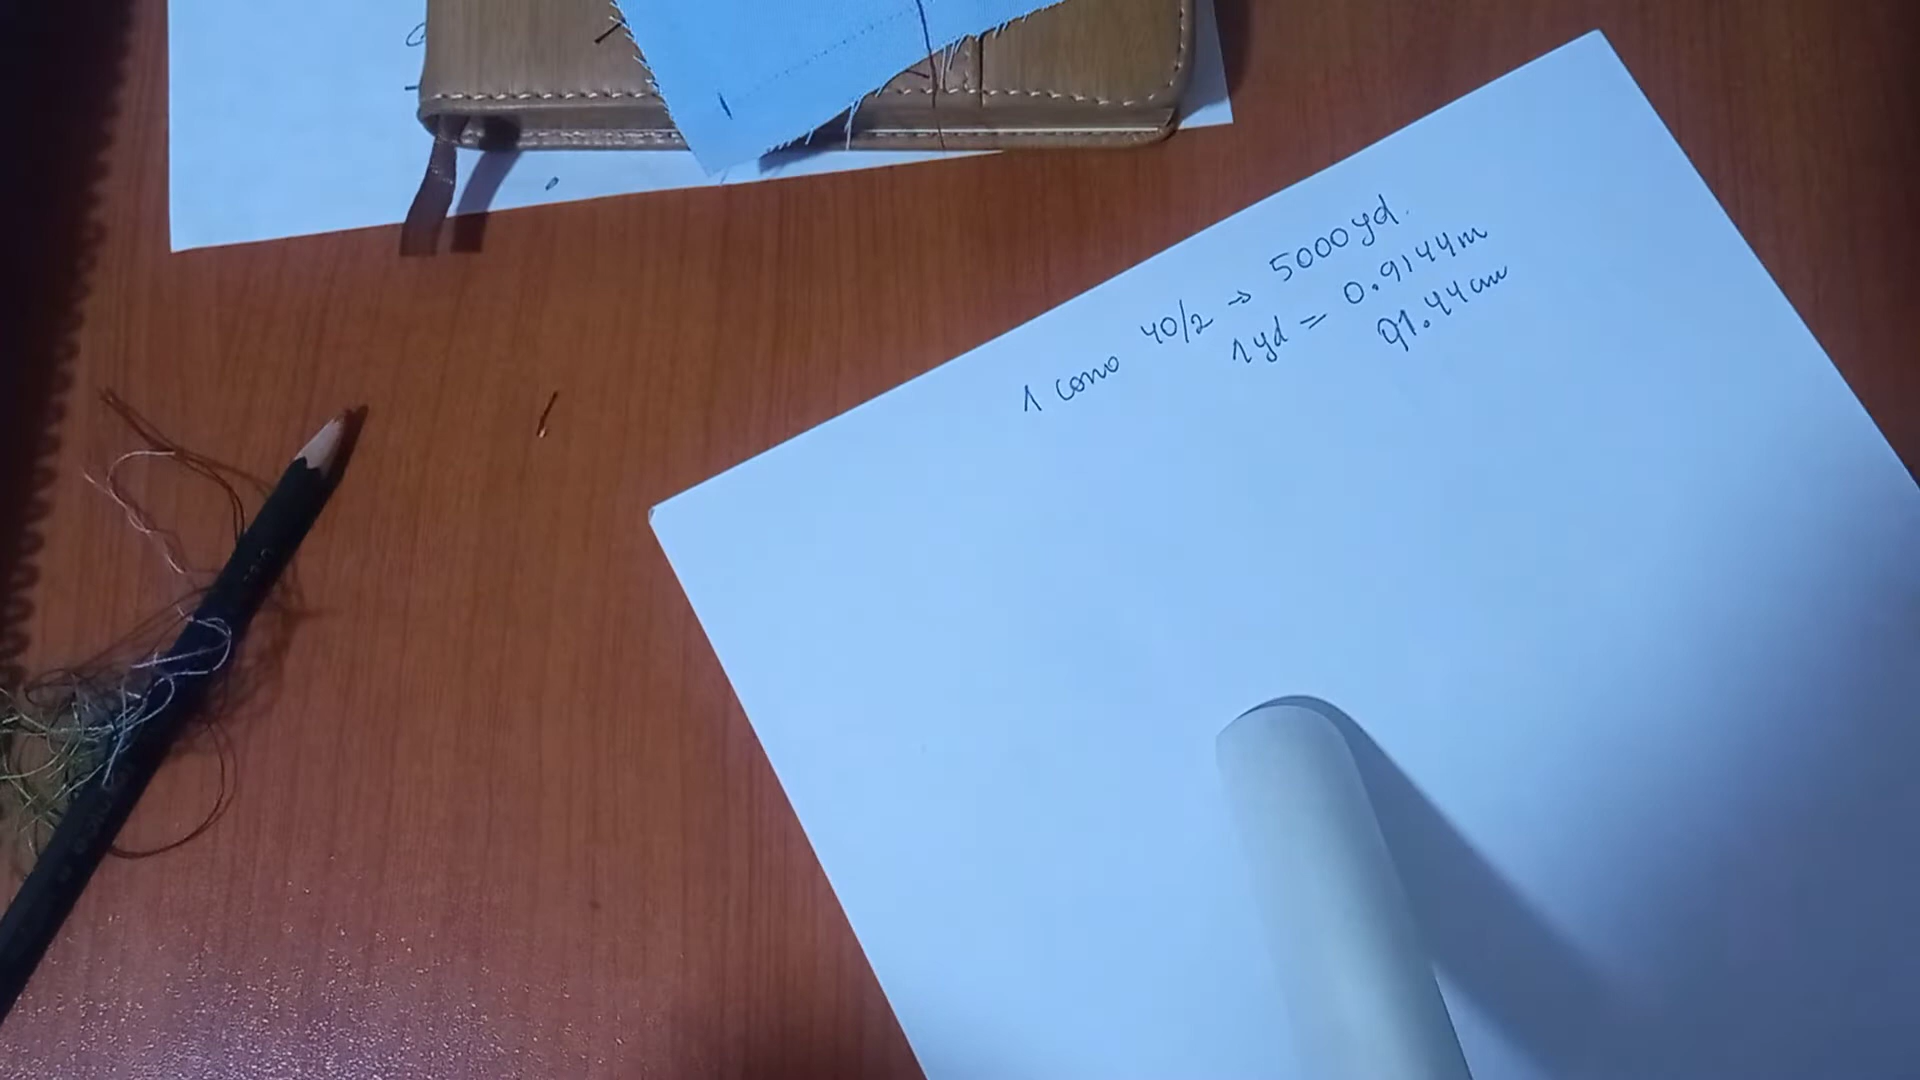 1 cono 40/2 → 5000 yd.
1 yd = 0.9144 m
91.44 cm